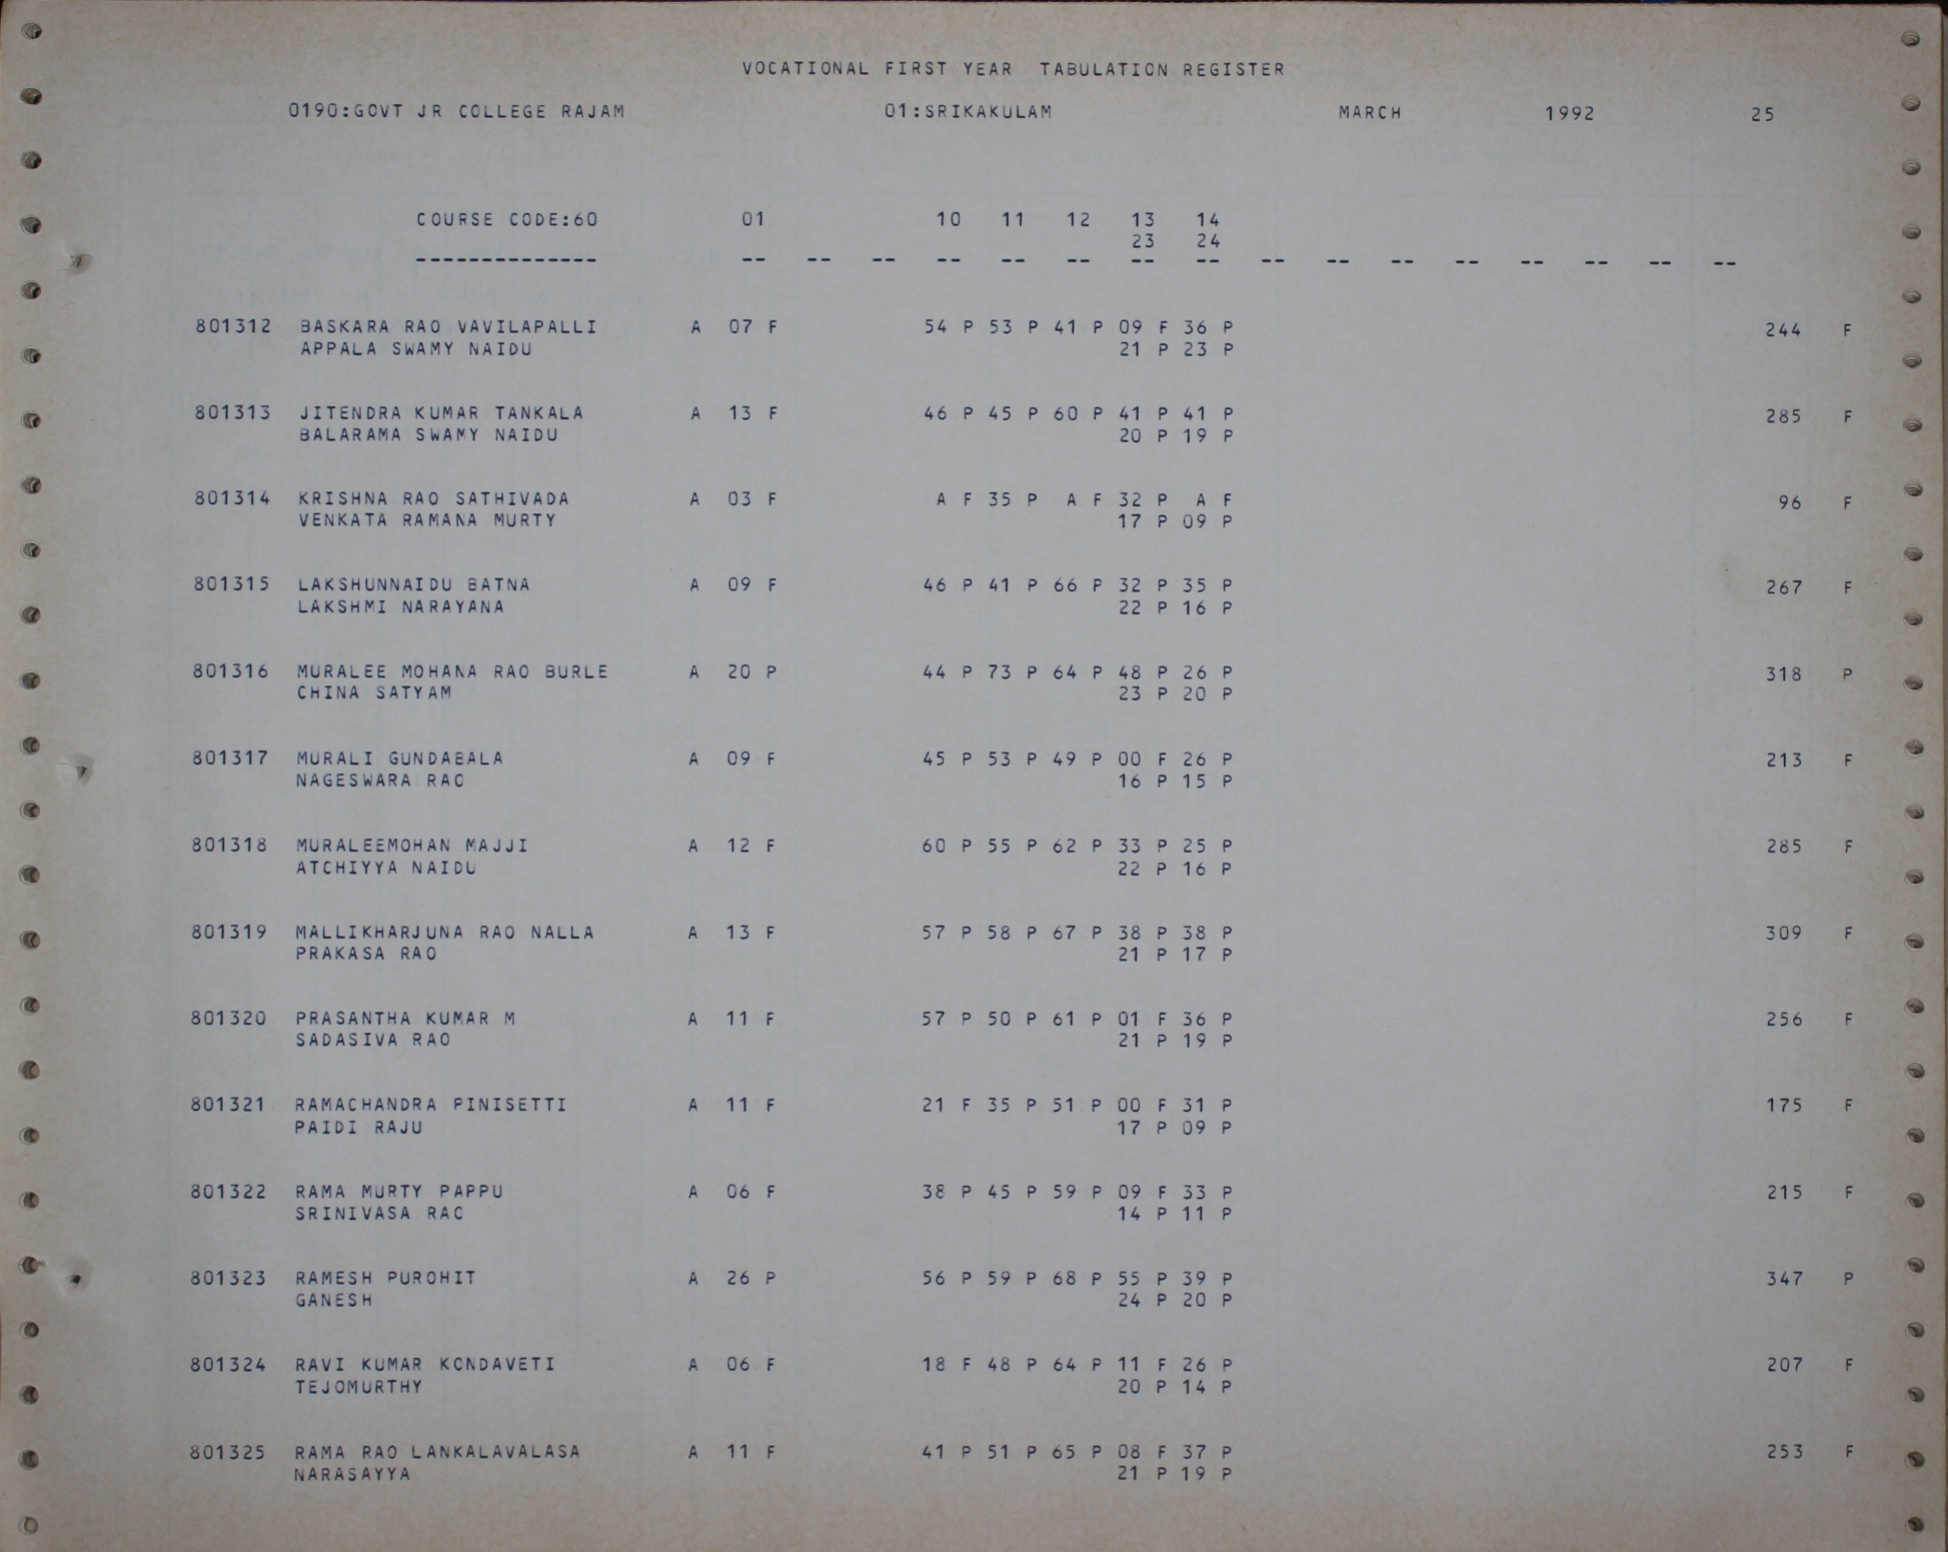 VOCATIONAL FIRST YEAR TABULATION REGISTER
0190:GOVT JR COLLEGE RAJAM 01:SRIKAKULAM MARCH 1992 25
COURSE CODE:60 01 10 11 12 13 14
23 24
-------------- -- -- -- -- -- -- -- -- -- -- -- -- -- -- -- --
801312 BASKARA RAO VAVILAPALLI A 07 F 54 P 53 P 41 P 09 F 36 P 244 F
APPALA SWAMY NAIDU 21 P 23 P
801313 JITENDRA KUMAR TANKALA A 13 F 46 P 45 P 60 P 41 P 41 P 285 F
BALARAMA SWAMY NAIDU 20 P 19 P
801314 KRISHNA RAO SATHIVADA A 03 F A F 35 P A F 32 P A F 96 F
VENKATA RAMANA MURTY 17 P 09 P
801315 LAKSHUNNAIDU BATNA A 09 F 46 P 41 P 66 P 32 P 35 P 267 F
LAKSHMI NARAYANA 22 P 16 P
801316 MURALEE MOHANA RAO BURLE A 20 P 44 P 73 P 64 P 48 P 26 P 318 P
CHINA SATYAM 23 P 20 P
801317 MURALI GUNDABALA A 09 F 45 P 53 P 49 P 00 F 26 P 213 F
NAGESWARA RAO 16 P 15 P
801318 MURALEEMOHAN MAJJI A 12 F 60 P 55 P 62 P 33 P 25 P 285 F
ATCHIYYA NAIDU 22 P 16 P
801319 MALLIKHARJUNA RAO NALLA A 13 F 57 P 58 P 67 P 38 P 38 P 309 F
PRAKASA RAO 21 P 17 P
801320 PRASANTHA KUMAR M A 11 F 57 P 50 P 61 P 01 F 36 P 256 F
SADASIVA RAO 21 P 19 P
801321 RAMACHANDRA PINISETTI A 11 F 21 F 35 P 51 P 00 F 31 P 175 F
PAIDI RAJU 17 P 09 P
801322 RAMA MURTY PAPPU A 06 F 38 P 45 P 59 P 09 F 33 P 215 F
SRINIVASA RAO 14 P 11 P
801323 RAMESH PUROHIT A 26 P 56 P 59 P 68 P 55 P 39 P 347 P
GANESH 24 P 20 P
801324 RAVI KUMAR KONDAVETI A 06 F 18 F 48 P 64 P 11 F 26 P 207 F
TEJOMURTHY 20 P 14 P
801325 RAMA RAO LANKALAVALASA A 11 F 41 P 51 P 65 P 08 F 37 P 253 F
NARASAYYA 21 P 19 P